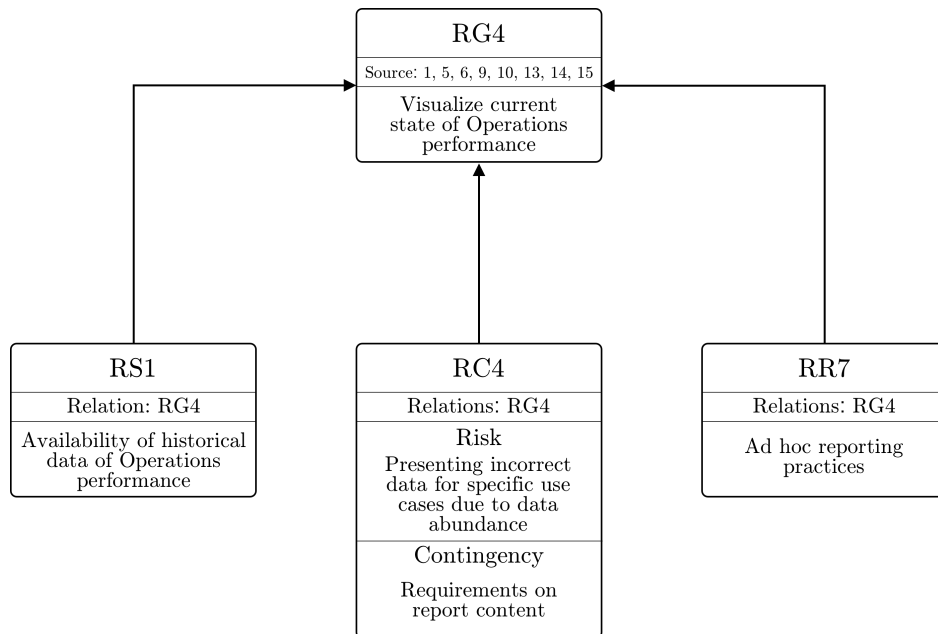 RG4
Source: 1, 5, 6, 9, 10, 13, 14, 15
Visualize current
state of Operations
performance
RS1
Relation: RG4
Availability of historical
data of Operations
performance
RC4
Relations: RG4
Risk
Presenting incorrect
data for specific use
cases due to data
abundance
Contingency
Requirements on
report content
RR7
Relations: RG4
Ad hoc reporting
practices